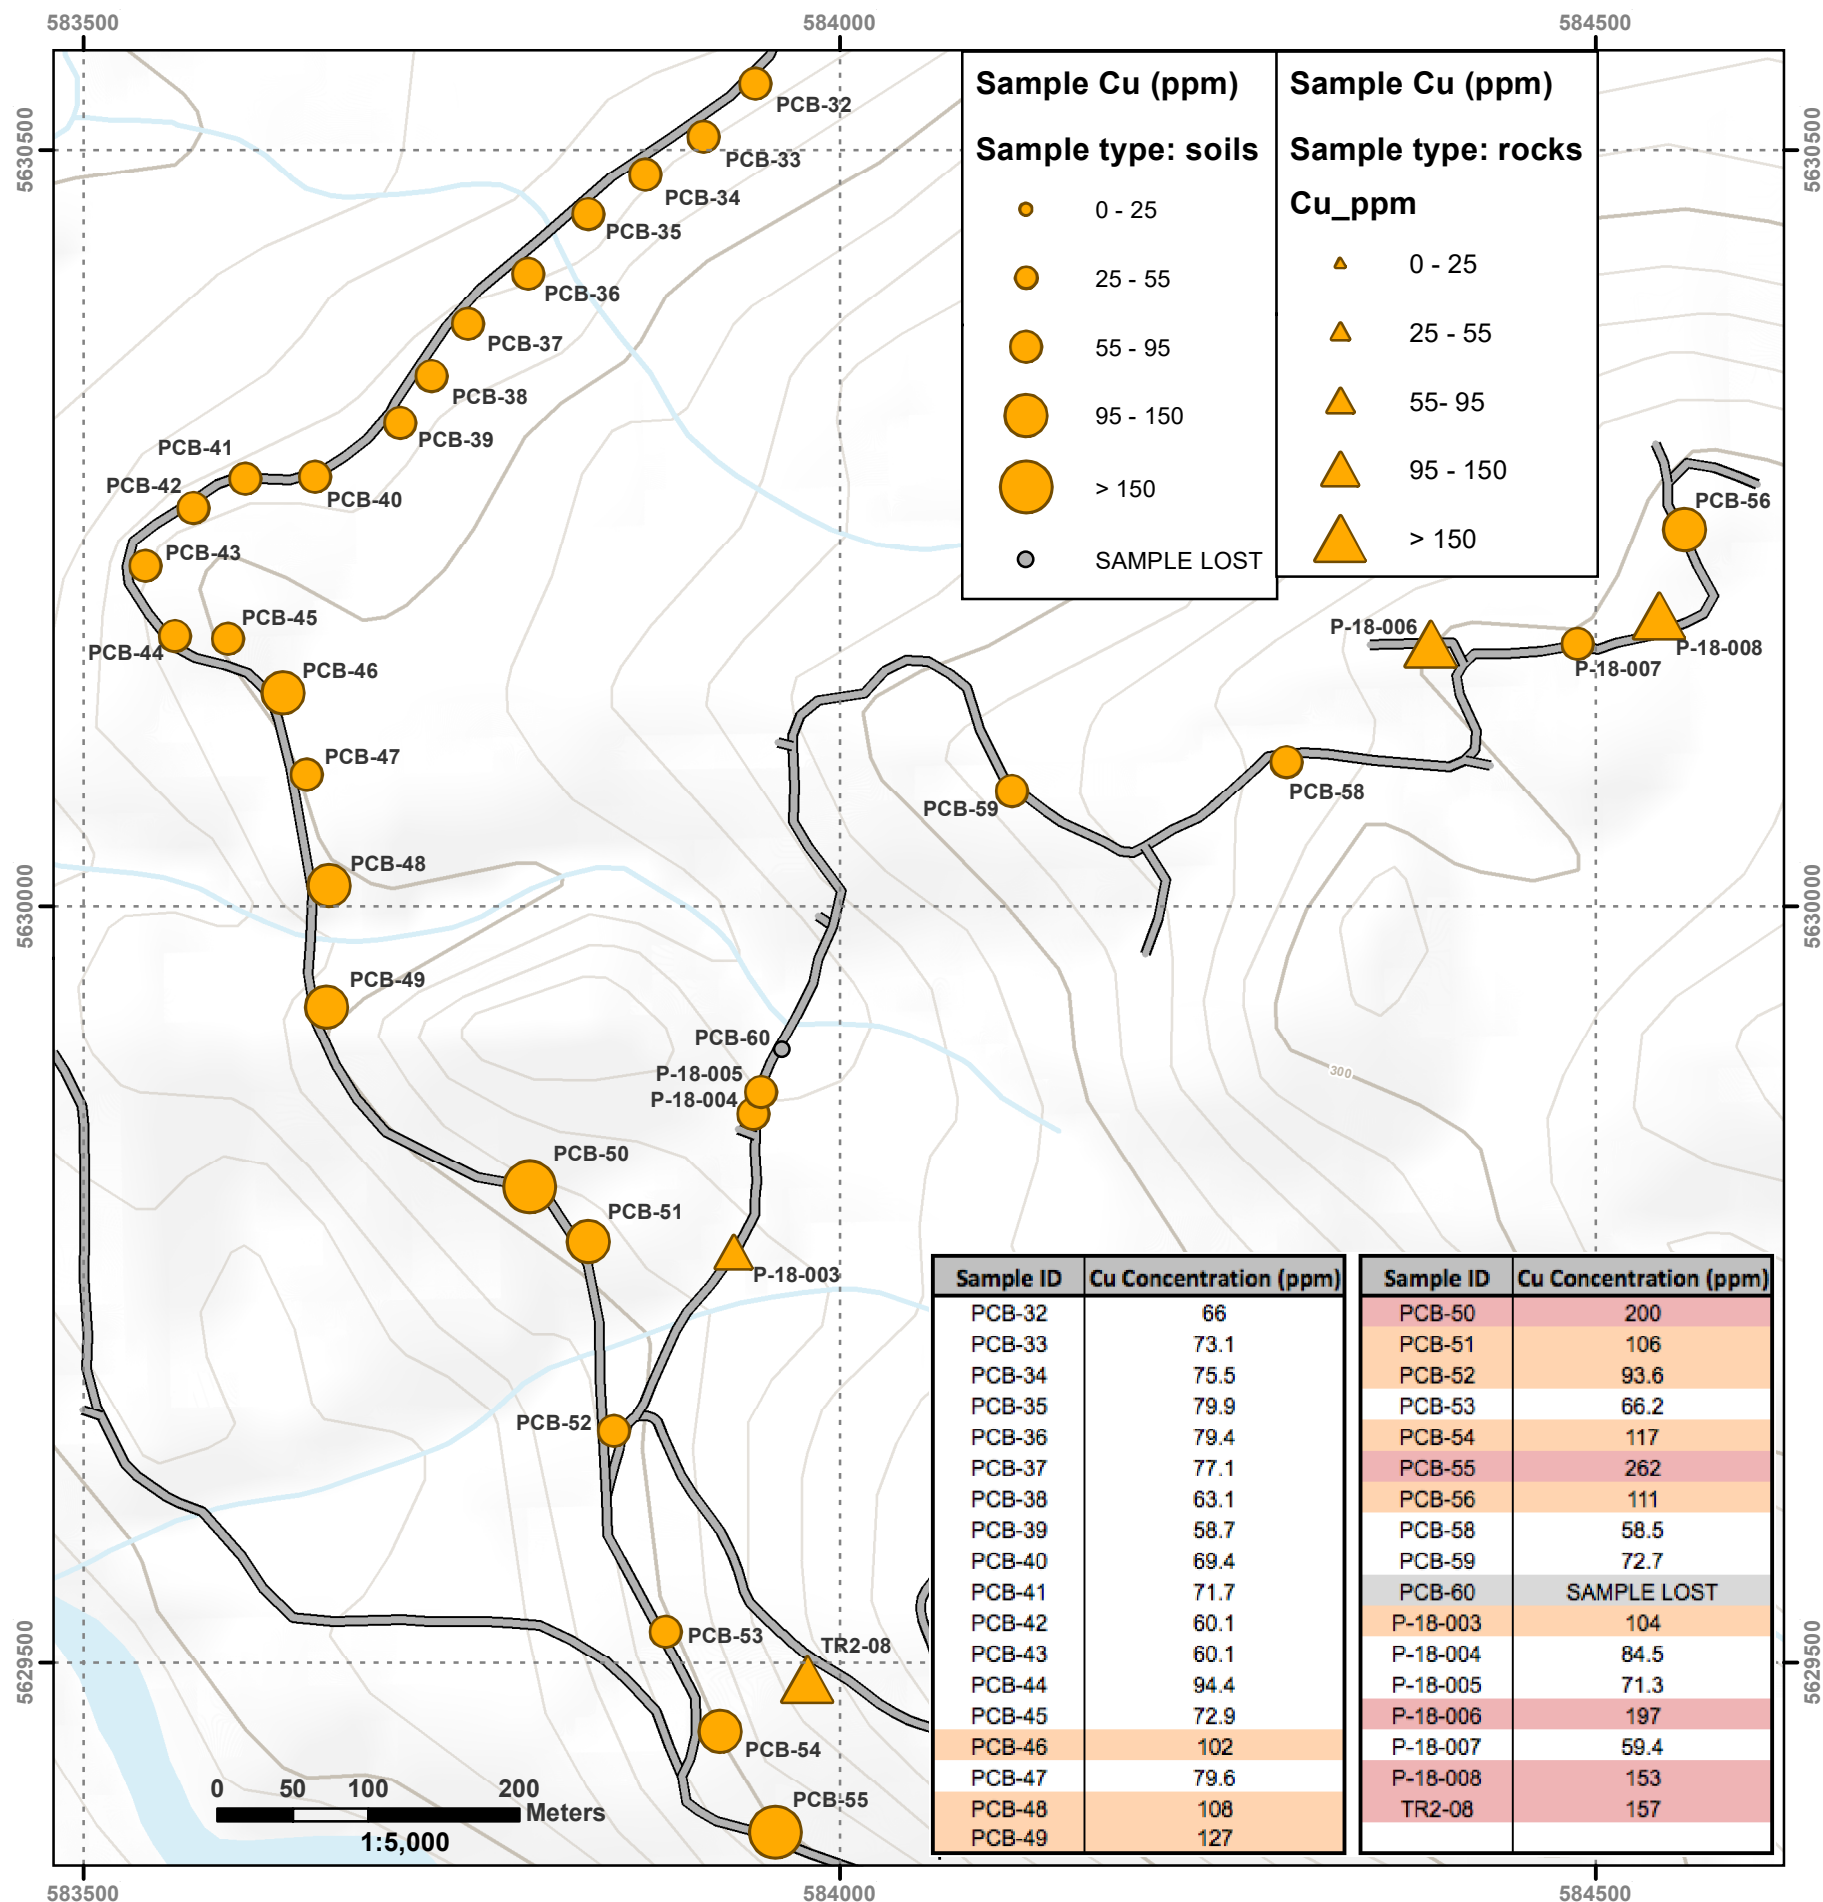 583500
584000
584500
5630500
5630500
5630000
5630000
5629500
5629500
583500
584000
584500
PCB-32
PCB-33
PCB-34
PCB-35
PCB-36
PCB-37
PCB-38
PCB-39
PCB-40
PCB-41
PCB-42
PCB-43
PCB-44
PCB-45
PCB-46
PCB-47
PCB-48
PCB-49
PCB-50
PCB-51
PCB-52
PCB-53
PCB-54
PCB-55
PCB-56
PCB-58
PCB-59
PCB-60
P-18-005
P-18-004
P-18-003
P-18-006
P-18-007
P-18-008
TR2-08
300
Sample Cu (ppm)
Sample type: soils
0 - 25
25 - 55
55 - 95
95 - 150
> 150
SAMPLE LOST
Sample Cu (ppm)
Sample type: rocks
Cu_ppm
0 - 25
25 - 55
55- 95
95 - 150
> 150
0 50 100 200
Meters
1:5,000
Sample ID Cu Concentration (ppm)
PCB-32 66
PCB-33 73.1
PCB-34 75.5
PCB-35 79.9
PCB-36 79.4
PCB-37 77.1
PCB-38 63.1
PCB-39 58.7
PCB-40 69.4
PCB-41 71.7
PCB-42 60.1
PCB-43 60.1
PCB-44 94.4
PCB-45 72.9
PCB-46 102
PCB-47 79.6
PCB-48 108
PCB-49 127
Sample ID Cu Concentration (ppm)
PCB-50 200
PCB-51 106
PCB-52 93.6
PCB-53 66.2
PCB-54 117
PCB-55 262
PCB-56 111
PCB-58 58.5
PCB-59 72.7
PCB-60 SAMPLE LOST
P-18-003 104
P-18-004 84.5
P-18-005 71.3
P-18-006 197
P-18-007 59.4
P-18-008 153
TR2-08 157